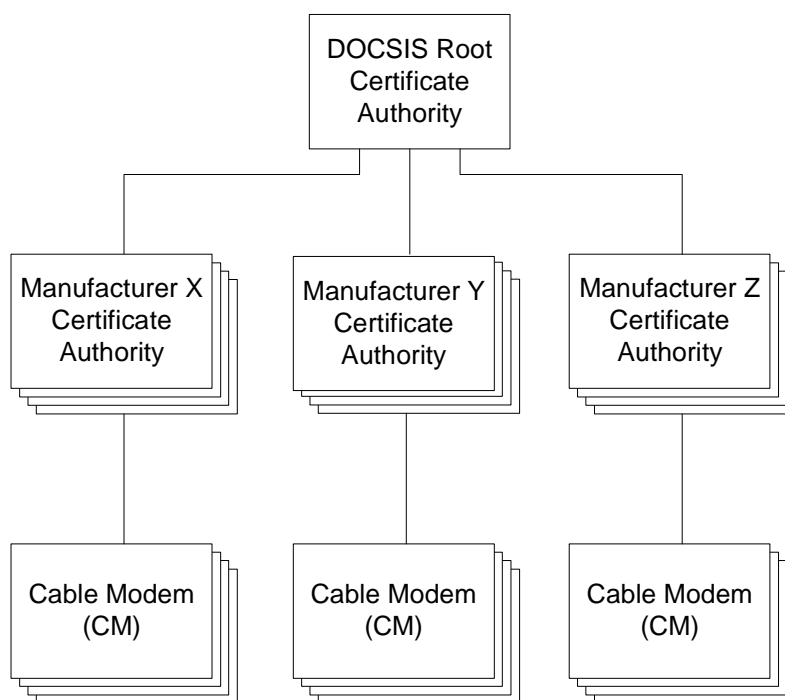 DOCSIS Root
Certificate
Authority
Manufacturer X
Certificate
Authority
Manufacturer Y
Certificate
Authority
Manufacturer Z
Certificate
Authority
Cable Modem
(CM)
Cable Modem
(CM)
Cable Modem
(CM)